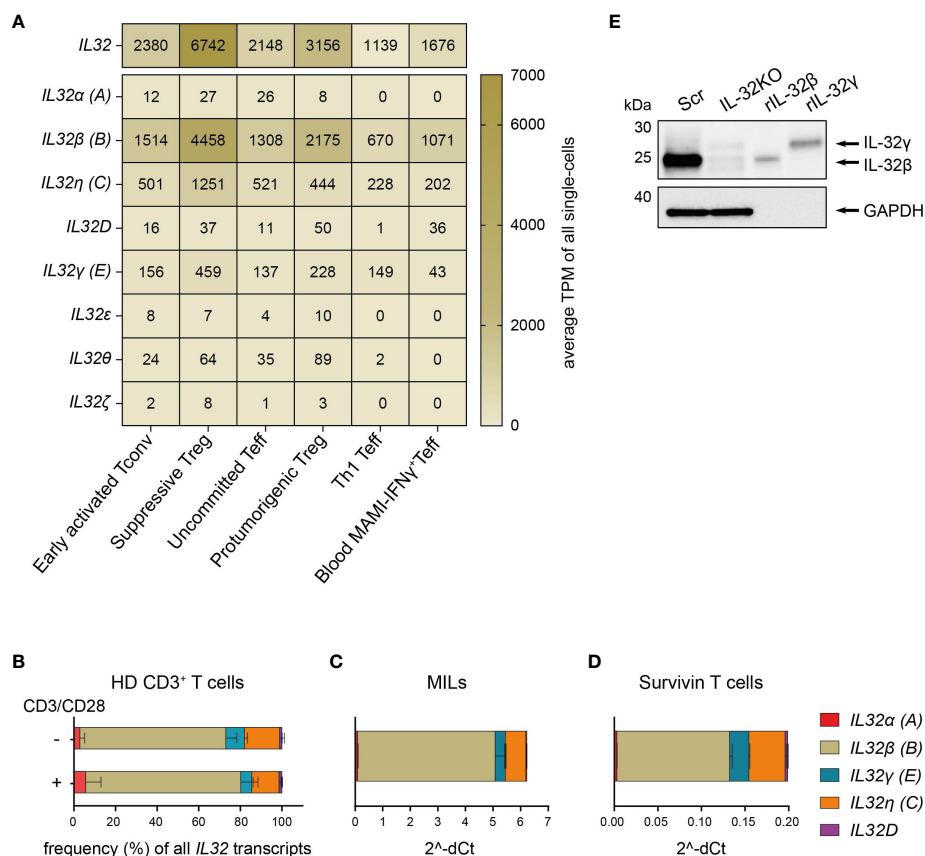 A
IL32 2380 6742 2148 3156 1139 1676
IL32α (A) 12 27 26 8 0 0
IL32β (B) 1514 4458 1308 2175 670 1071
IL32η (C) 501 1251 521 444 228 202
IL32D 16 37 11 50 1 36
IL32γ (E) 156 459 137 228 149 43
IL32ε 8 7 4 10 0 0
IL32θ 24 64 35 89 2 0
IL32ζ 2 8 1 3 0 0
Early activated Tconv
Suppressive Treg
Uncommitted Teff
Protumorigenic Treg
Th1 Teff
Blood MAMI-IFNγ⁺Teff
7000
6000
4000
2000
0
average TPM of all single-cells
E
kDa Scr IL-32KO rIL-32β rIL-32γ
30
25
40
IL-32γ
IL-32β
GAPDH
B
HD CD3⁺ T cells
CD3/CD28
-
+
0 20 40 60 80 100
frequency (%) of all IL32 transcripts
C
MILs
0 1 2 3 4 5 6 7
2^-dCt
D
Survivin T cells
0.00 0.05 0.10 0.15 0.20
2^-dCt
IL32α (A)
IL32β (B)
IL32γ (E)
IL32η (C)
IL32D